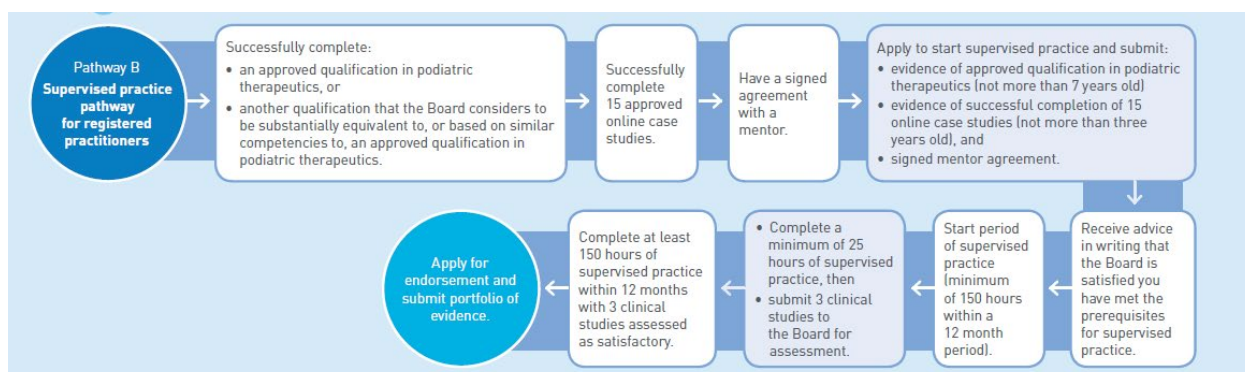 Pathway B
Supervised practice
pathway
for registered
practitioners
Successfully complete:
• an approved qualification in podiatric
therapeutics, or
• another qualification that the Board considers to
be substantially equivalent to, or based on similar
competencies to, an approved qualification in
podiatric therapeutics.
Successfully
complete
15 approved
online case
studies.
Have a signed
agreement
with a
mentor.
Apply to start supervised practice and submit:
• evidence of approved qualification in podiatric
therapeutics (not more than 7 years old)
• evidence of successful completion of 15
online case studies (not more than three
years old), and
• signed mentor agreement.
Receive advice
in writing that
the Board is
satisfied you
have met the
prerequisites
for supervised
practice.
Start period
of supervised
practice
(minimum
of 150 hours
within a
12 month
period).
• Complete a
minimum of 25
hours of supervised
practice, then
• submit 3 clinical
studies to
the Board for
assessment.
Complete at least
150 hours of
supervised practice
within 12 months
with 3 clinical
studies assessed
as satisfactory.
Apply for
endorsement and
submit portfolio of
evidence.